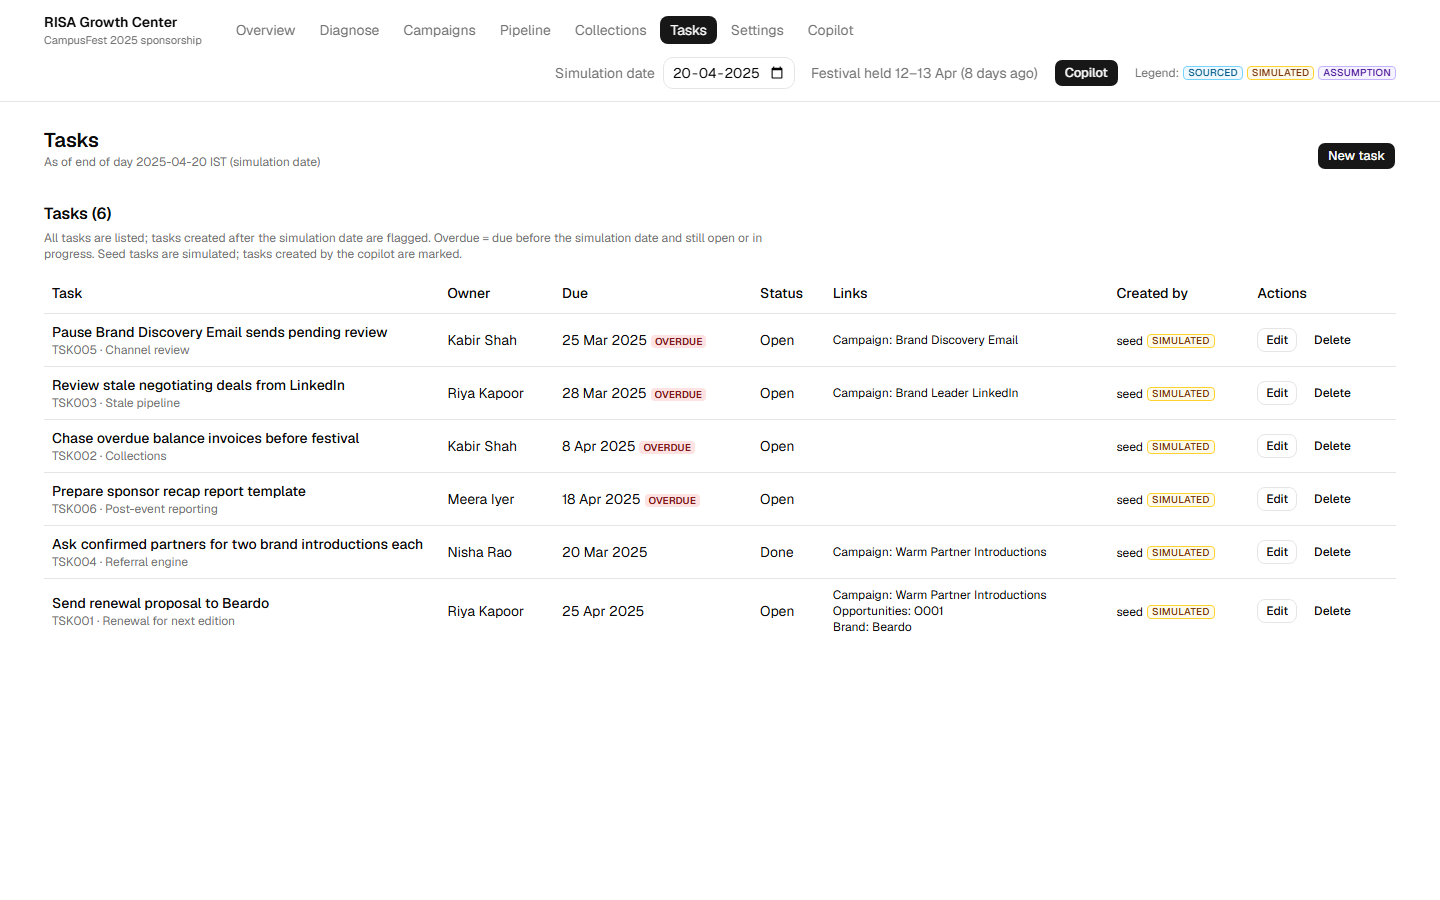 RISA Growth Center
CampusFest 2025 sponsorship
Overview Diagnose Campaigns Pipeline Collections Tasks Settings Copilot
Simulation date 20-04-2025 Festival held 12–13 Apr (8 days ago) Copilot Legend: SOURCED SIMULATED ASSUMPTION
Tasks
As of end of day 2025-04-20 IST (simulation date)
New task
Tasks (6)
All tasks are listed; tasks created after the simulation date are flagged. Overdue = due before the simulation date and still open or in
progress. Seed tasks are simulated; tasks created by the copilot are marked.
Task Owner Due Status Links Created by Actions
Pause Brand Discovery Email sends pending review
TSK005 · Channel review
Kabir Shah 25 Mar 2025 OVERDUE Open Campaign: Brand Discovery Email seed SIMULATED Edit Delete
Review stale negotiating deals from LinkedIn
TSK003 · Stale pipeline
Riya Kapoor 28 Mar 2025 OVERDUE Open Campaign: Brand Leader LinkedIn seed SIMULATED Edit Delete
Chase overdue balance invoices before festival
TSK002 · Collections
Kabir Shah 8 Apr 2025 OVERDUE Open seed SIMULATED Edit Delete
Prepare sponsor recap report template
TSK006 · Post-event reporting
Meera Iyer 18 Apr 2025 OVERDUE Open seed SIMULATED Edit Delete
Ask confirmed partners for two brand introductions each
TSK004 · Referral engine
Nisha Rao 20 Mar 2025 Done Campaign: Warm Partner Introductions seed SIMULATED Edit Delete
Send renewal proposal to Beardo
TSK001 · Renewal for next edition
Riya Kapoor 25 Apr 2025 Open
Campaign: Warm Partner Introductions
Opportunities: O001
Brand: Beardo
seed SIMULATED Edit Delete